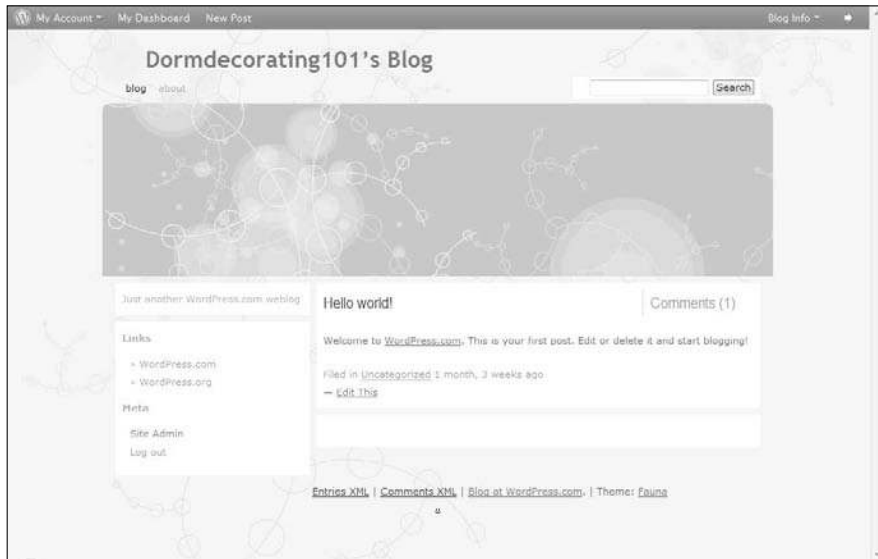 My Account My Dashboard New Post Blog Info
Dormdecorating101's Blog
blog about Search
Just another WordPress.com weblog
Hello world! Comments (1)
Welcome to WordPress.com. This is your first post. Edit or delete it and start blogging!
Links
» WordPress.com
» WordPress.org
Filed in Uncategorized 1 month, 3 weeks ago
— Edit This
Meta
Site Admin
Log out
Entries XML | Comments XML | Blog at WordPress.com. | Theme: Fauna